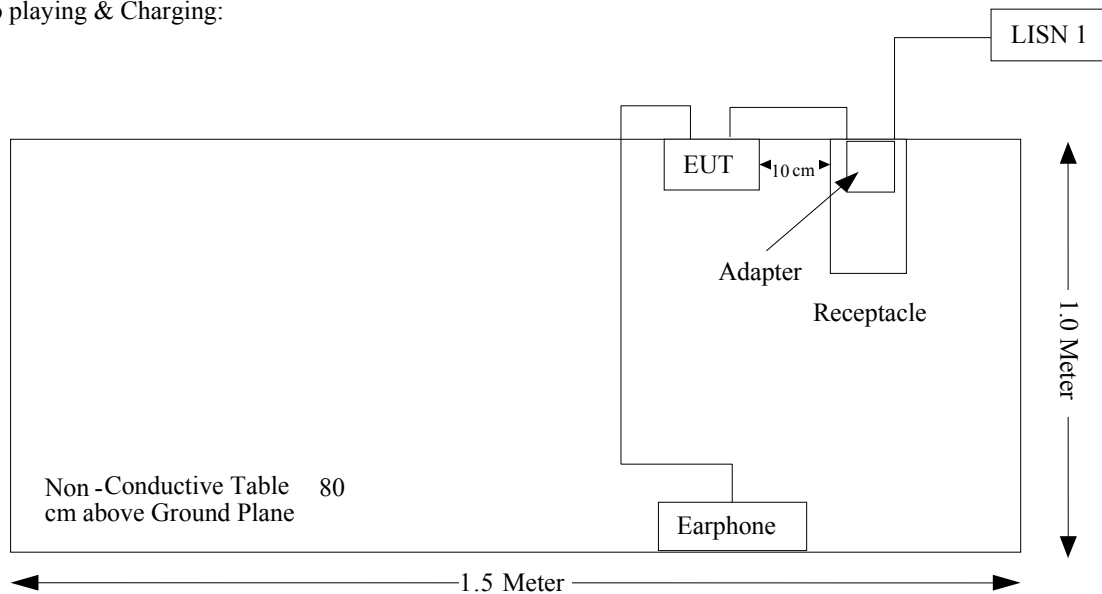 playing & Charging:
LISN 1
EUT
10 cm
Adapter
Receptacle
1.0 Meter
Non -Conductive Table 80
cm above Ground Plane
Earphone
1.5 Meter